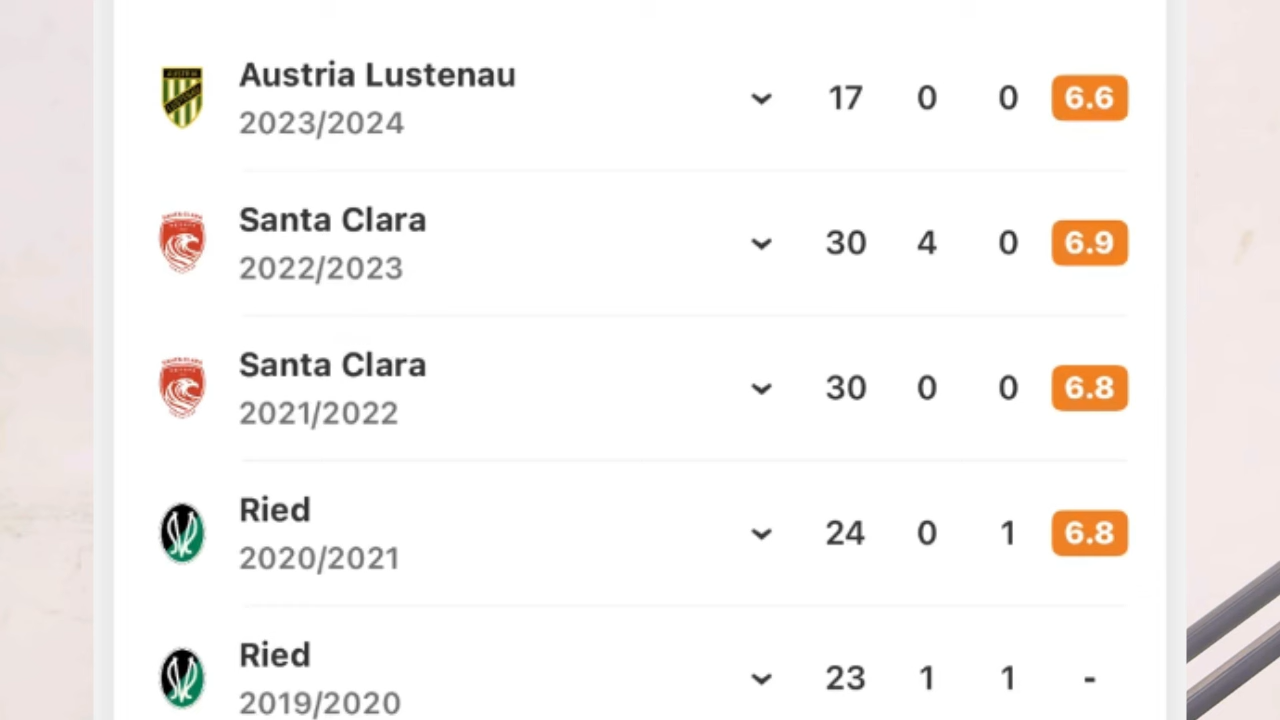 Austria Lustenau
2023/2024
17 0 0 6.6
Santa Clara
2022/2023
30 4 0 6.9
Santa Clara
2021/2022
30 0 0 6.8
Ried
2020/2021
24 0 1 6.8
Ried
2019/2020
23 1 1 -